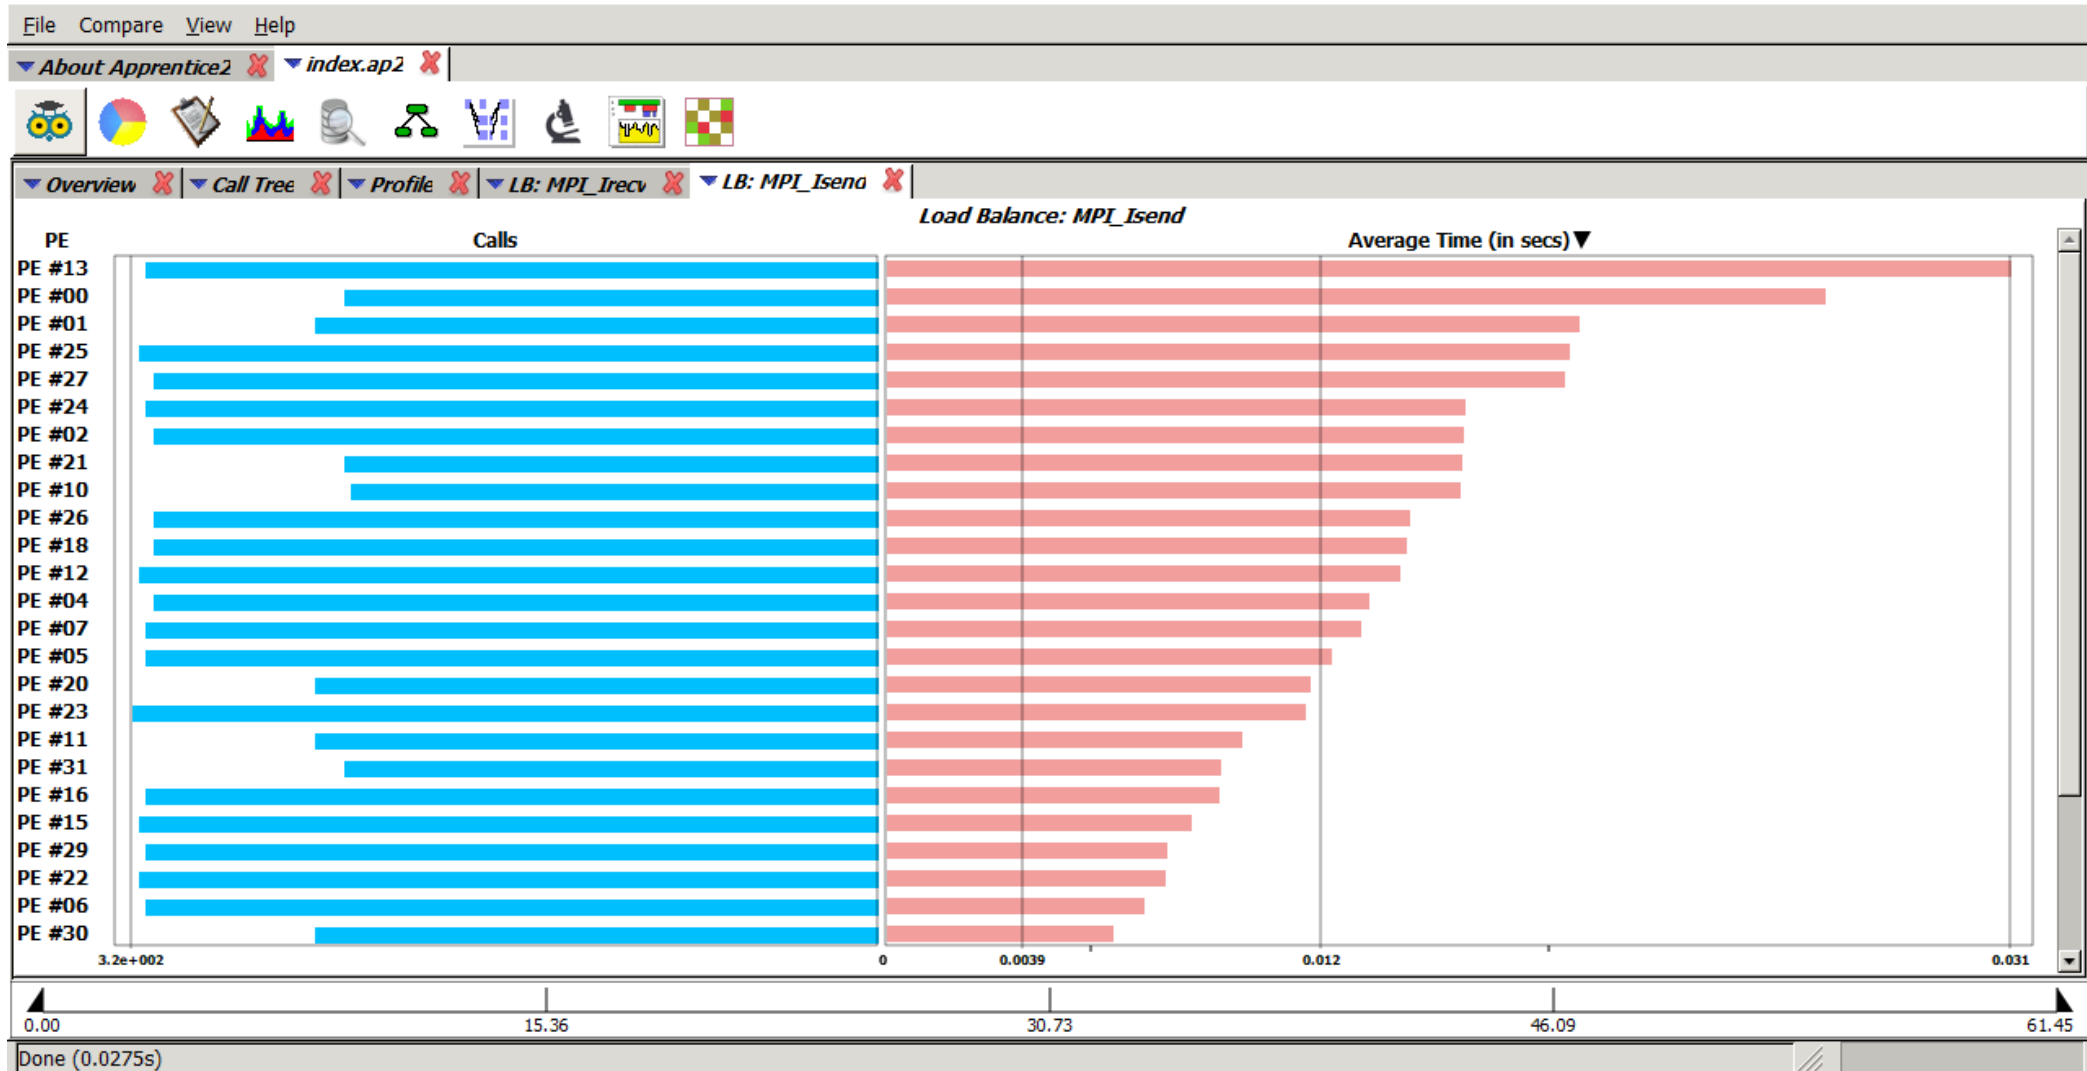 File Compare View Help
About Apprentice2 index.ap2
Overview Call Tree Profile LB: MPI_Irecv LB: MPI_Isend
Load Balance: MPI_Isend
PE Calls Average Time (in secs)▼
PE #13
PE #00
PE #01
PE #25
PE #27
PE #24
PE #02
PE #21
PE #10
PE #26
PE #18
PE #12
PE #04
PE #07
PE #05
PE #20
PE #23
PE #11
PE #31
PE #16
PE #15
PE #29
PE #22
PE #06
PE #30
3.2e+002 0 0.0039 0.012 0.031
0.00 15.36 30.73 46.09 61.45
Done (0.0275s)